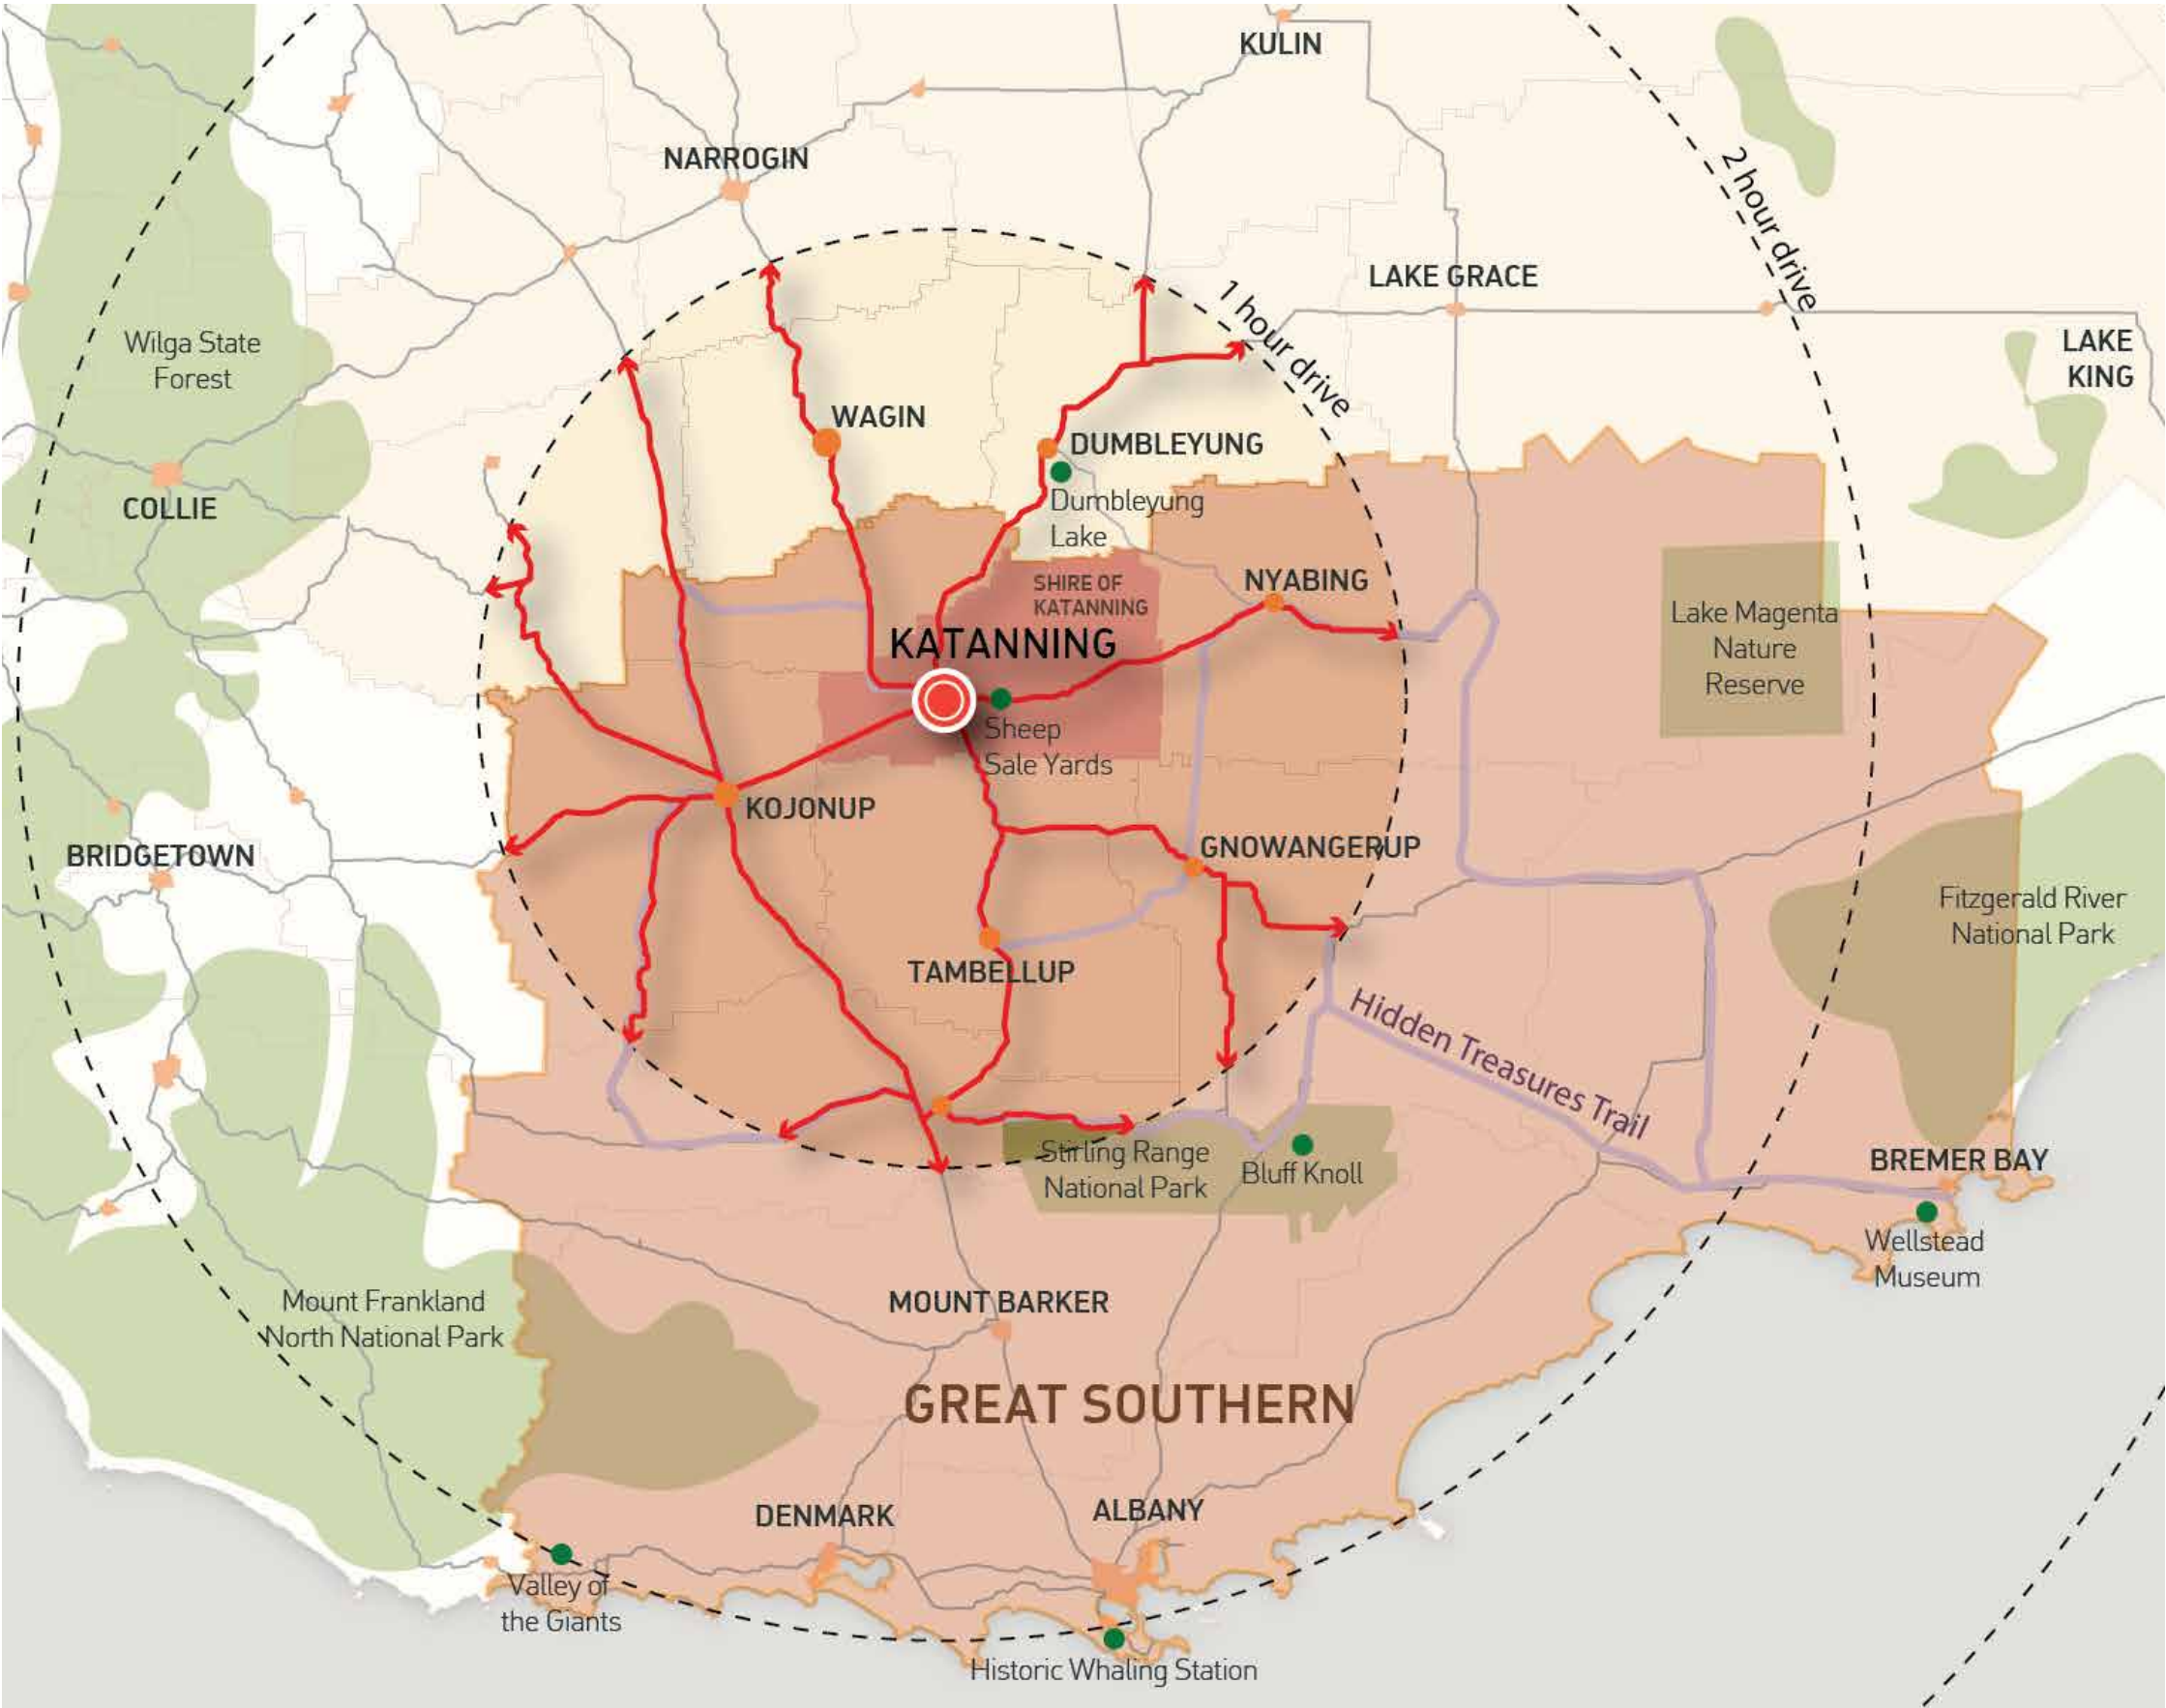 KULIN
NARROGIN
2 hour drive
LAKE GRACE
1 hour drive
Wilga State
Forest
LAKE
KING
WAGIN
DUMBLEYUNG
COLLIE
Dumbleyung
Lake
SHIRE OF
KATANNING
NYABING
KATANNING
Lake Magenta
Nature
Reserve
Sheep
Sale Yards
KOJONUP
BRIDGETOWN
GNOWANGERUP
Fitzgerald River
National Park
TAMBELLUP
Hidden Treasures Trail
Stirling Range
National Park
Bluff Knoll
BREMER BAY
Wellstead
Museum
Mount Frankland
North National Park
MOUNT BARKER
GREAT SOUTHERN
DENMARK
ALBANY
Valley of
the Giants
Historic Whaling Station